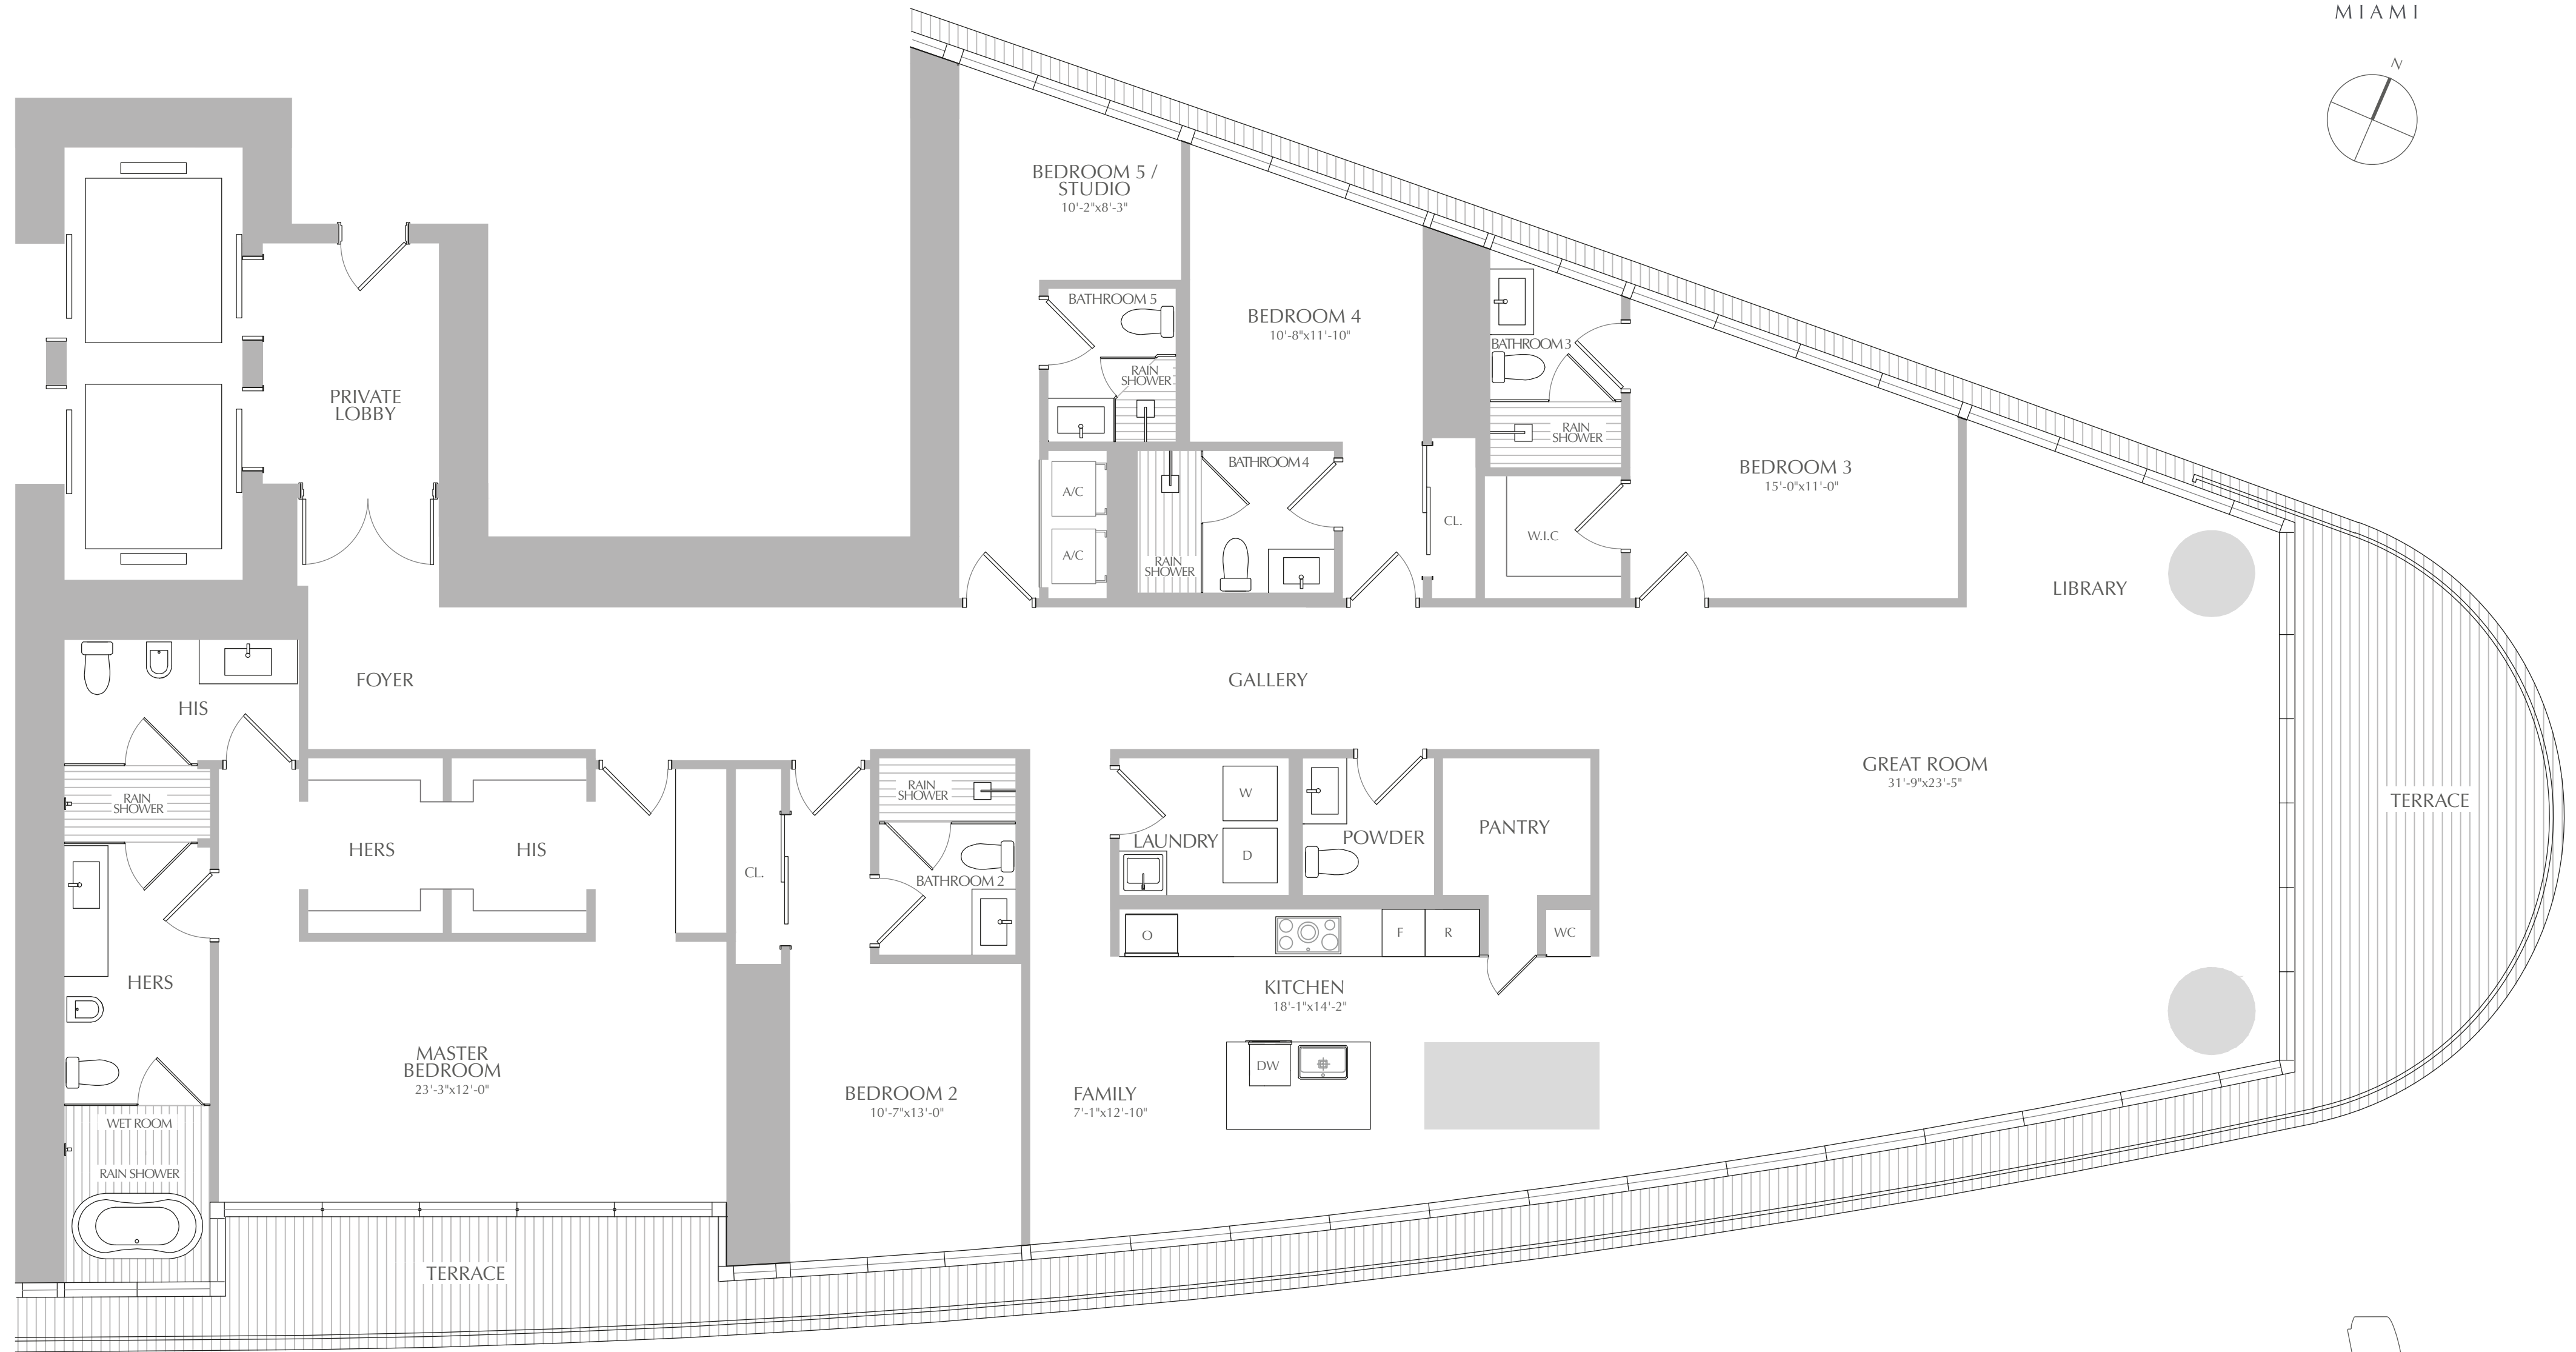 MIAMI
N
BEDROOM 5 /
STUDIO
10'-2"x8'-3"
BATHROOM 5
RAIN
SHOWER
BEDROOM 4
10'-8"x11'-10"
BATHROOM3
RAIN
SHOWER
PRIVATE
LOBBY
BATHROOM 4
A/C
A/C
RAIN
SHOWER
CL.
W.I.C
BEDROOM 3
15'-0"x11'-0"
LIBRARY
FOYER
GALLERY
HIS
RAIN
SHOWER
HERS
HIS
CL.
RAIN
SHOWER
BATHROOM 2
LAUNDRY
W
D
POWDER
PANTRY
GREAT ROOM
31'-9"x23'-5"
TERRACE
O
F
R
WC
HERS
KITCHEN
18'-1"x14'-2"
MASTER
BEDROOM
23'-3"x12'-0"
BEDROOM 2
10'-7"x13'-0"
FAMILY
7'-1"x12'-10"
DW
WET ROOM
RAIN SHOWER
TERRACE